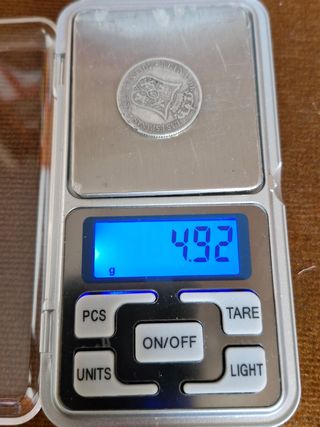 4.92
g
PCS
TARE
ON/OFF
UNITS
LIGHT